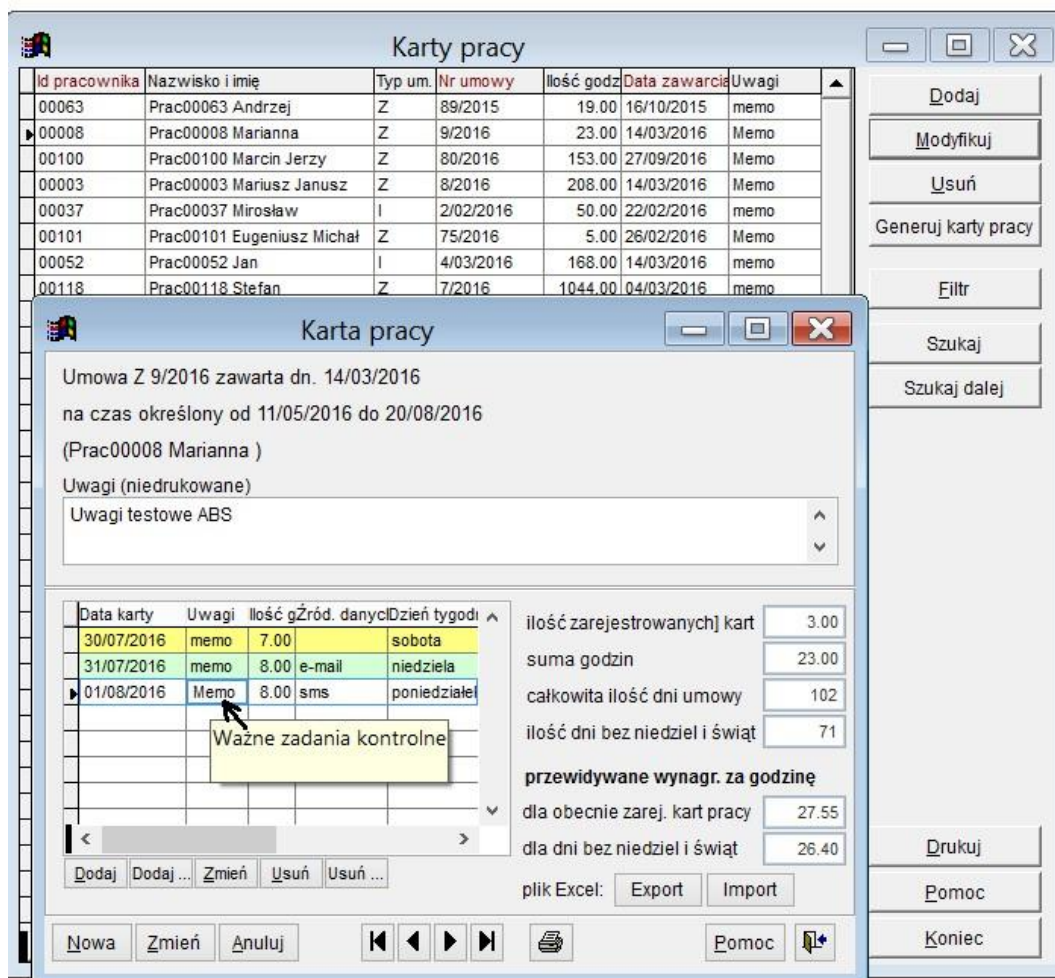 Karty pracy
Id pracownika Nazwisko i imię Typ um. Nr umowy Ilość godz Data zawarcia Uwagi
00063 Prac00063 Andrzej Z 89/2015 19.00 16/10/2015 memo
00008 Prac00008 Marianna Z 9/2016 23.00 14/03/2016 Memo
00100 Prac00100 Marcin Jerzy Z 80/2016 153.00 27/09/2016 Memo
00003 Prac00003 Mariusz Janusz Z 8/2016 208.00 14/03/2016 Memo
00037 Prac00037 Mirosław I 2/02/2016 50.00 22/02/2016 memo
00101 Prac00101 Eugeniusz Michał Z 75/2016 5.00 26/02/2016 Memo
00052 Prac00052 Jan I 4/03/2016 168.00 14/03/2016 memo
00118 Prac00118 Stefan Z 7/2016 1044.00 04/03/2016 memo
Dodaj
Modyfikuj
Usuń
Generuj karty pracy
Filtr
Szukaj
Szukaj dalej
Karta pracy
Umowa Z 9/2016 zawarta dn. 14/03/2016
na czas określony od 11/05/2016 do 20/08/2016
(Prac00008 Marianna )
Uwagi (niedrukowane)
Uwagi testowe ABS
Data karty Uwagi Ilość g Źród. danyc Dzień tygodn
30/07/2016 memo 7.00 sobota
31/07/2016 memo 8.00 e-mail niedziela
01/08/2016 Memo 8.00 sms poniedziałek
Ważne zadania kontrolne
Dodaj Dodaj ... Zmień Usuń Usuń ...
ilość zarejestrowanych] kart 3.00
suma godzin 23.00
całkowita ilość dni umowy 102
ilość dni bez niedziel i świąt 71
przewidywane wynagr. za godzinę
dla obecnie zarej. kart pracy 27.55
dla dni bez niedziel i świąt 26.40
plik Excel: Export Import
Nowa Zmień Anuluj Pomoc
Drukuj
Pomoc
Koniec